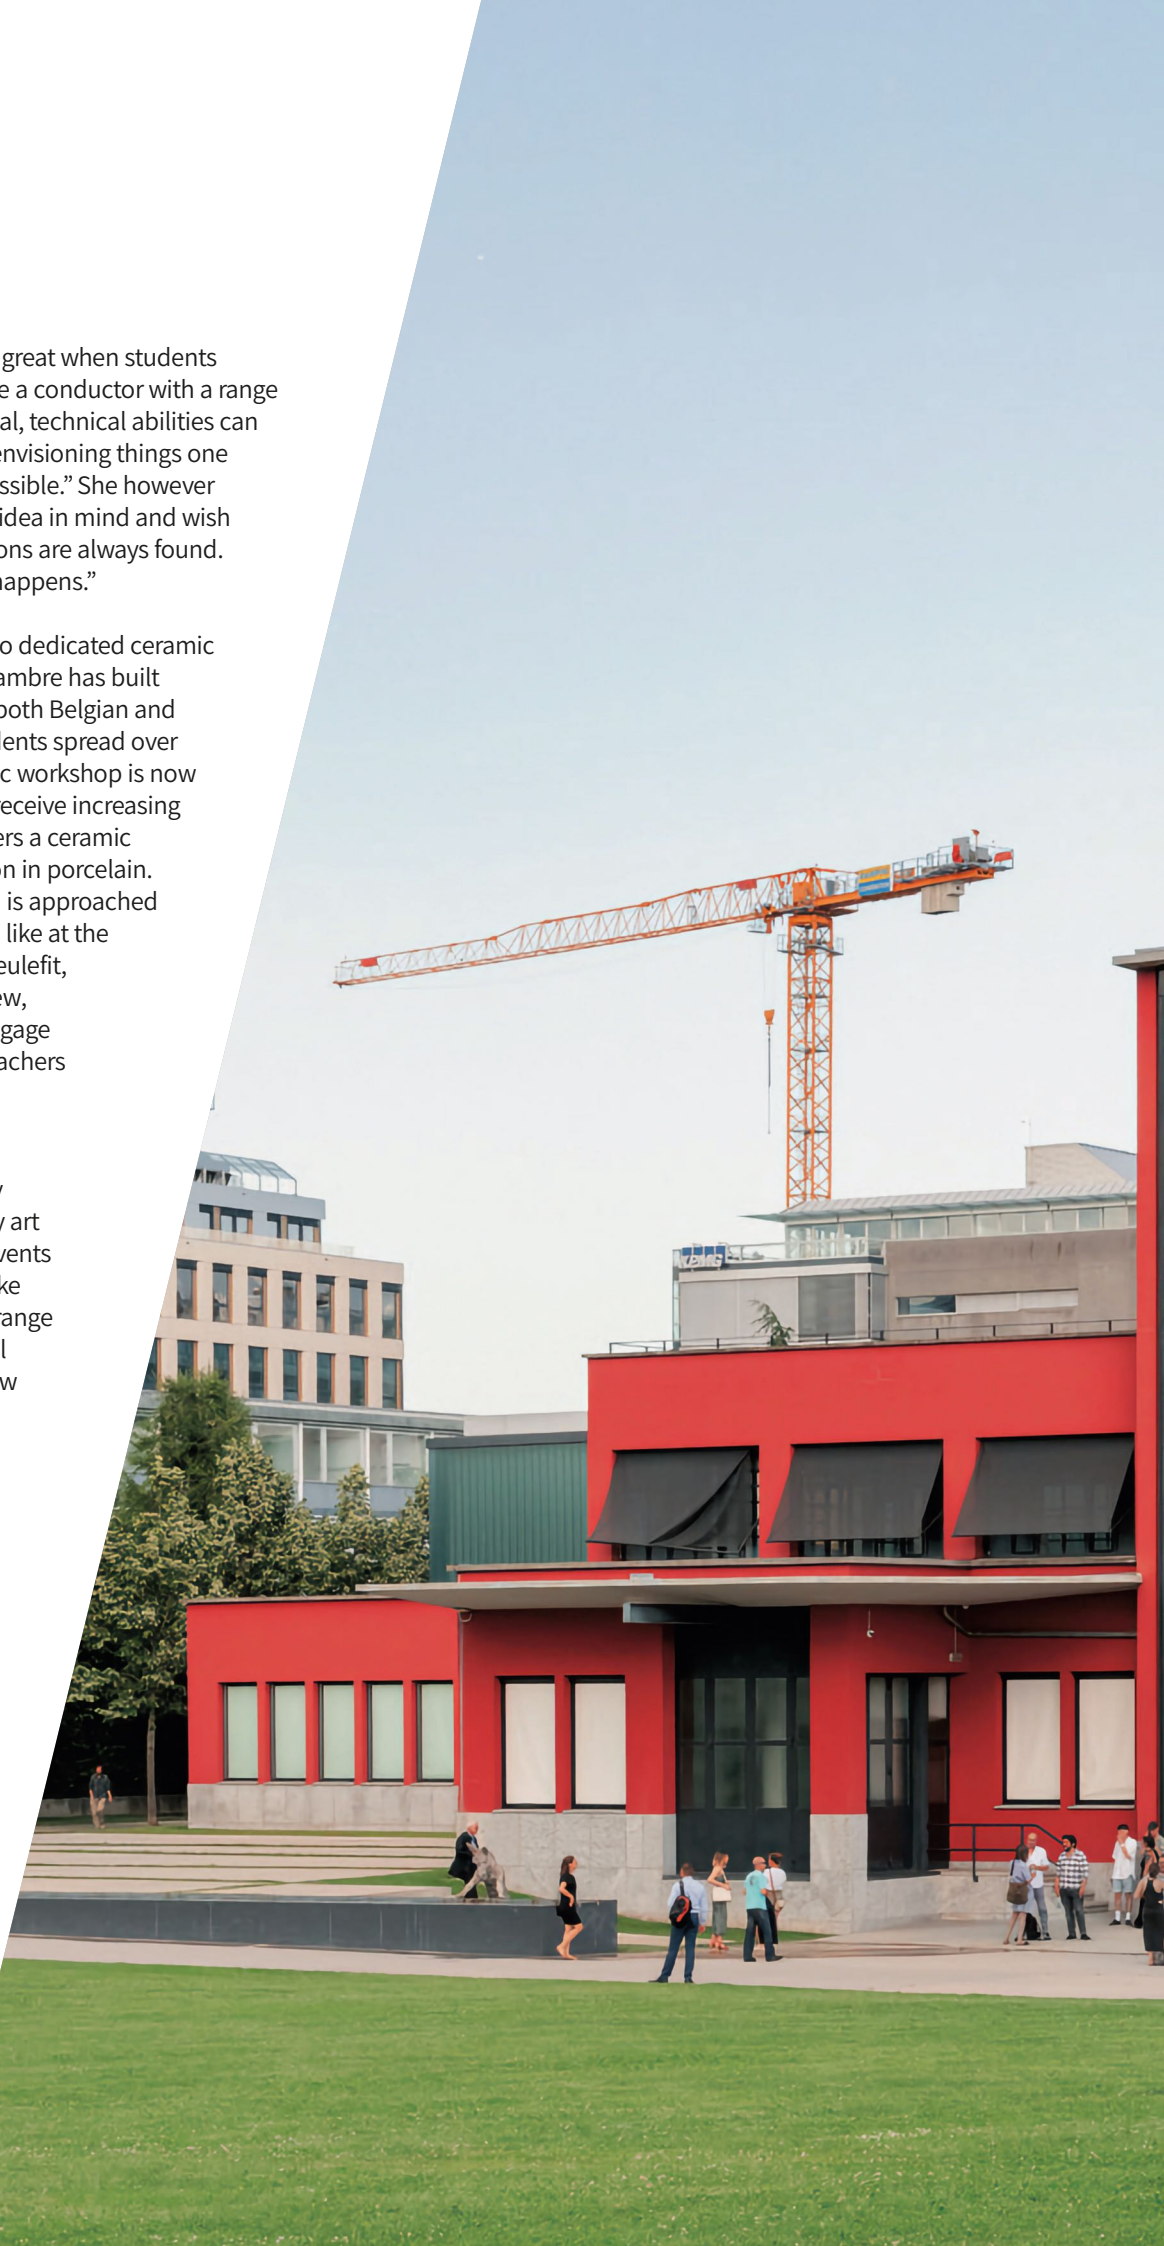 great when students
e a conductor with a range
al, technical abilities can
envisioning things one
ssible.” She however
idea in mind and wish
ons are always found.
happens.”
o dedicated ceramic
ambre has built
both Belgian and
lents spread over
c workshop is now
receive increasing
ers a ceramic
on in porcelain.
is approached
like at the
eulefit,
ew,
gage
achers
y
y art
vents
ke
range
l
w
KPMG